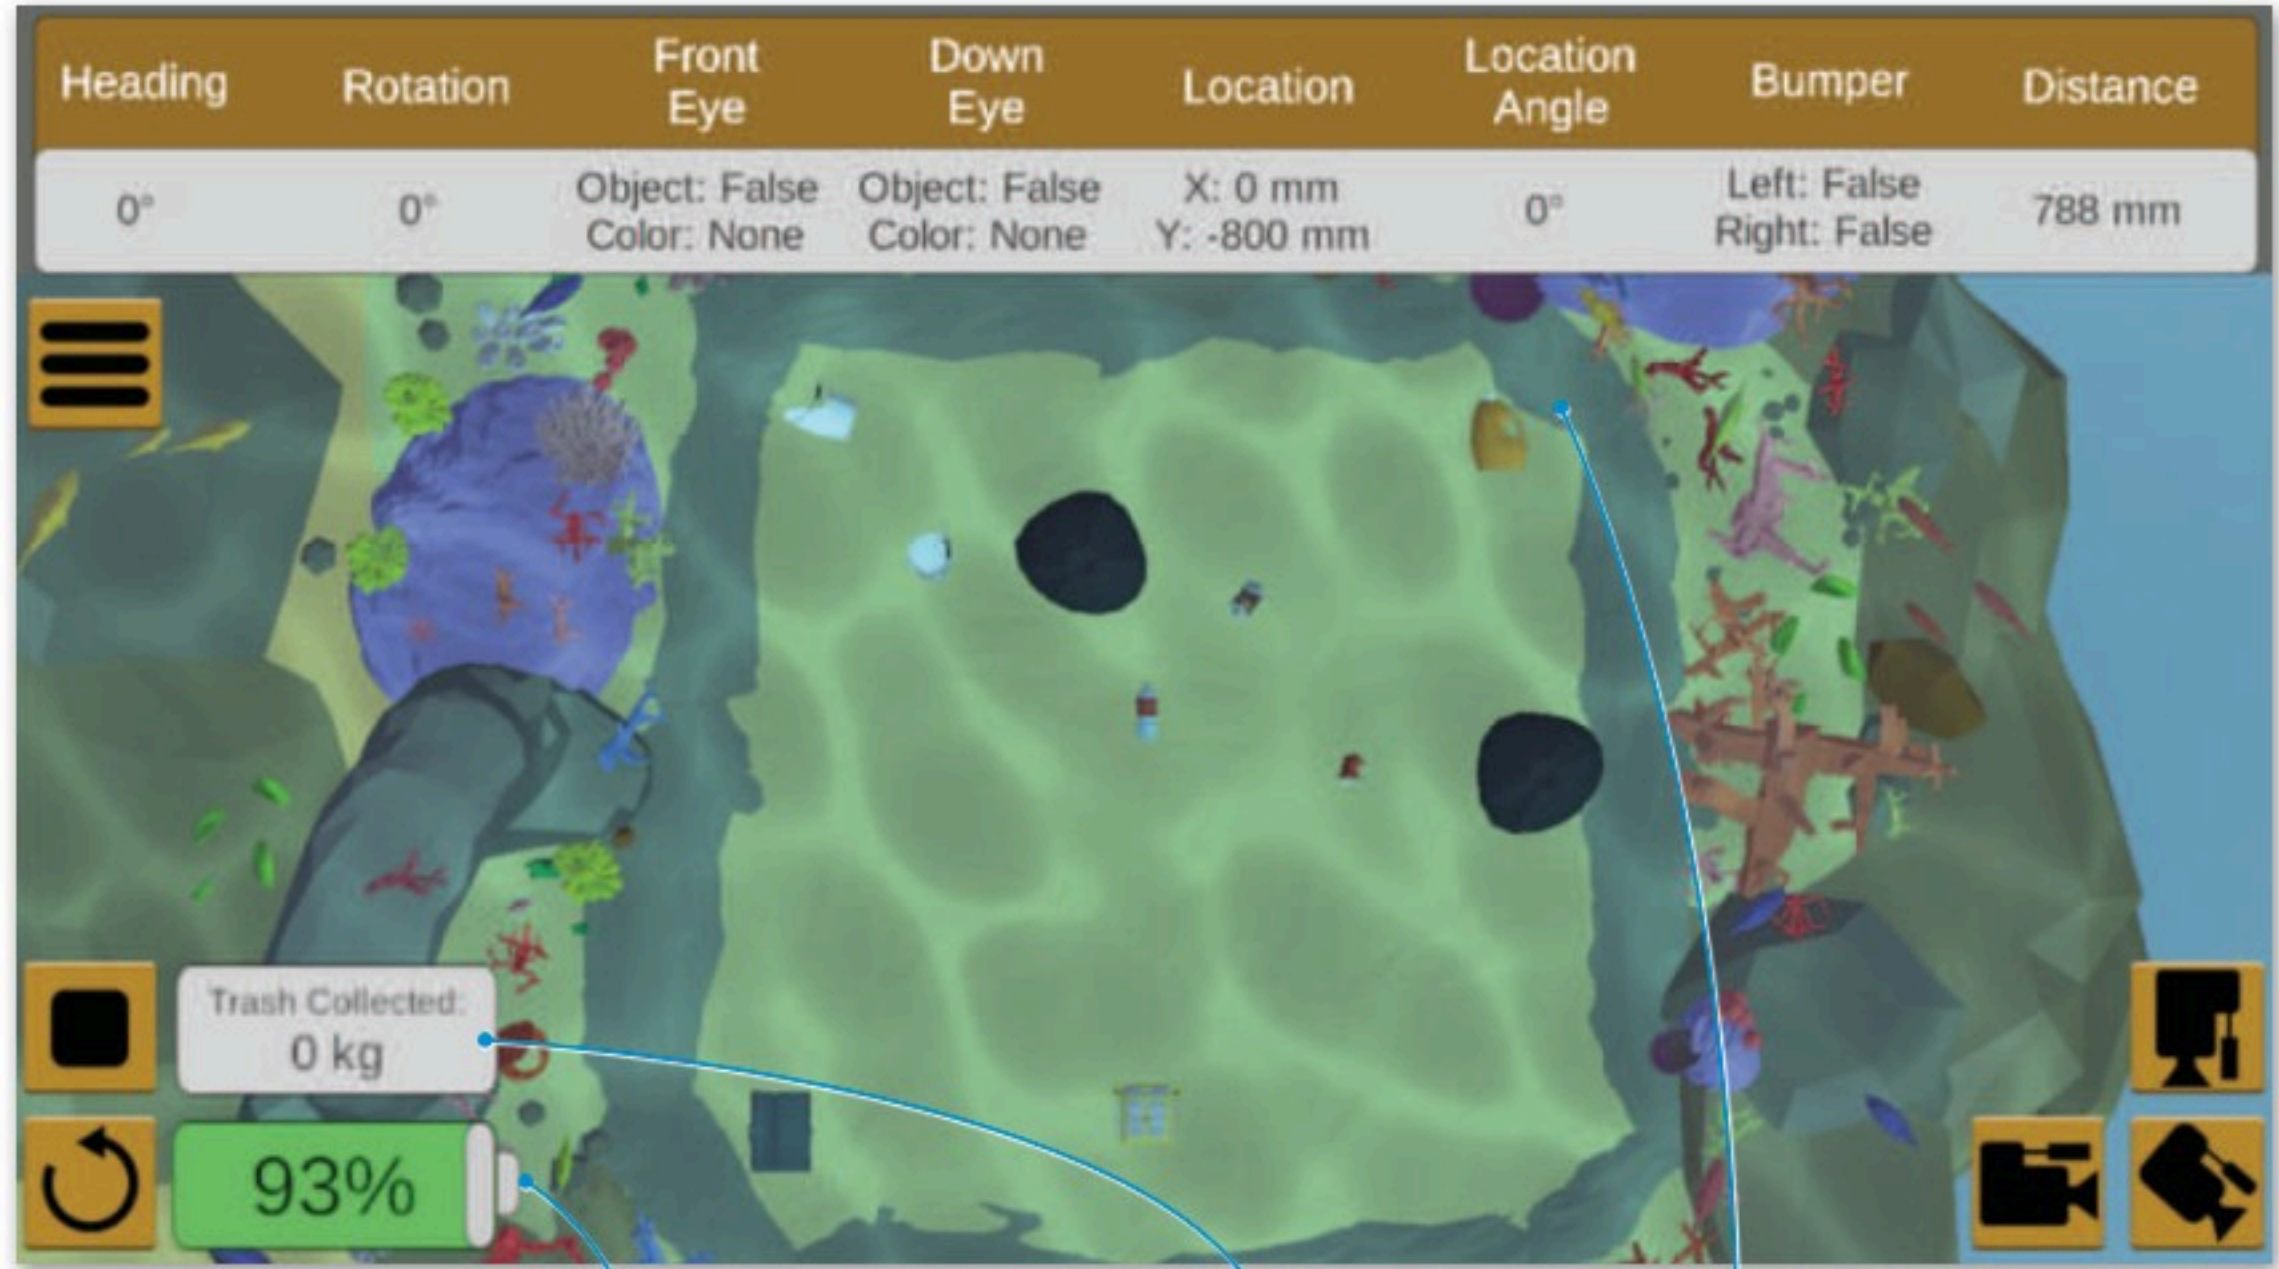 Heading
Rotation
Front
Eye
Down
Eye
Location
Location
Angle
Bumper
Distance
0°
0°
Object: False
Color: None
Object: False
Color: None
X: 0 mm
Y: -800 mm
0°
Left: False
Right: False
788 mm
Trash Collected:
0 kg
93%